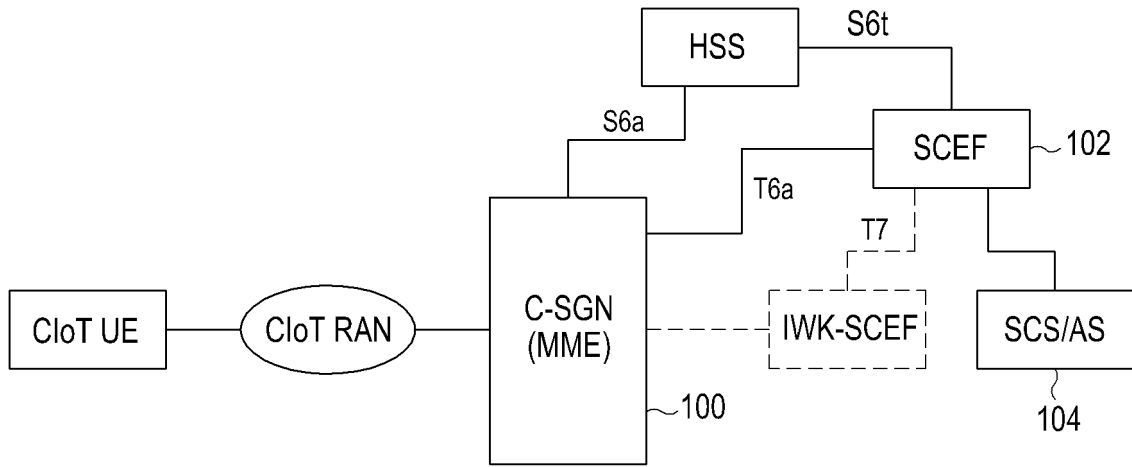 HSS
S6t
S6a
SCEF
102
T6a
T7
CIoT UE
CIoT RAN
C-SGN
(MME)
IWK-SCEF
SCS/AS
100
104